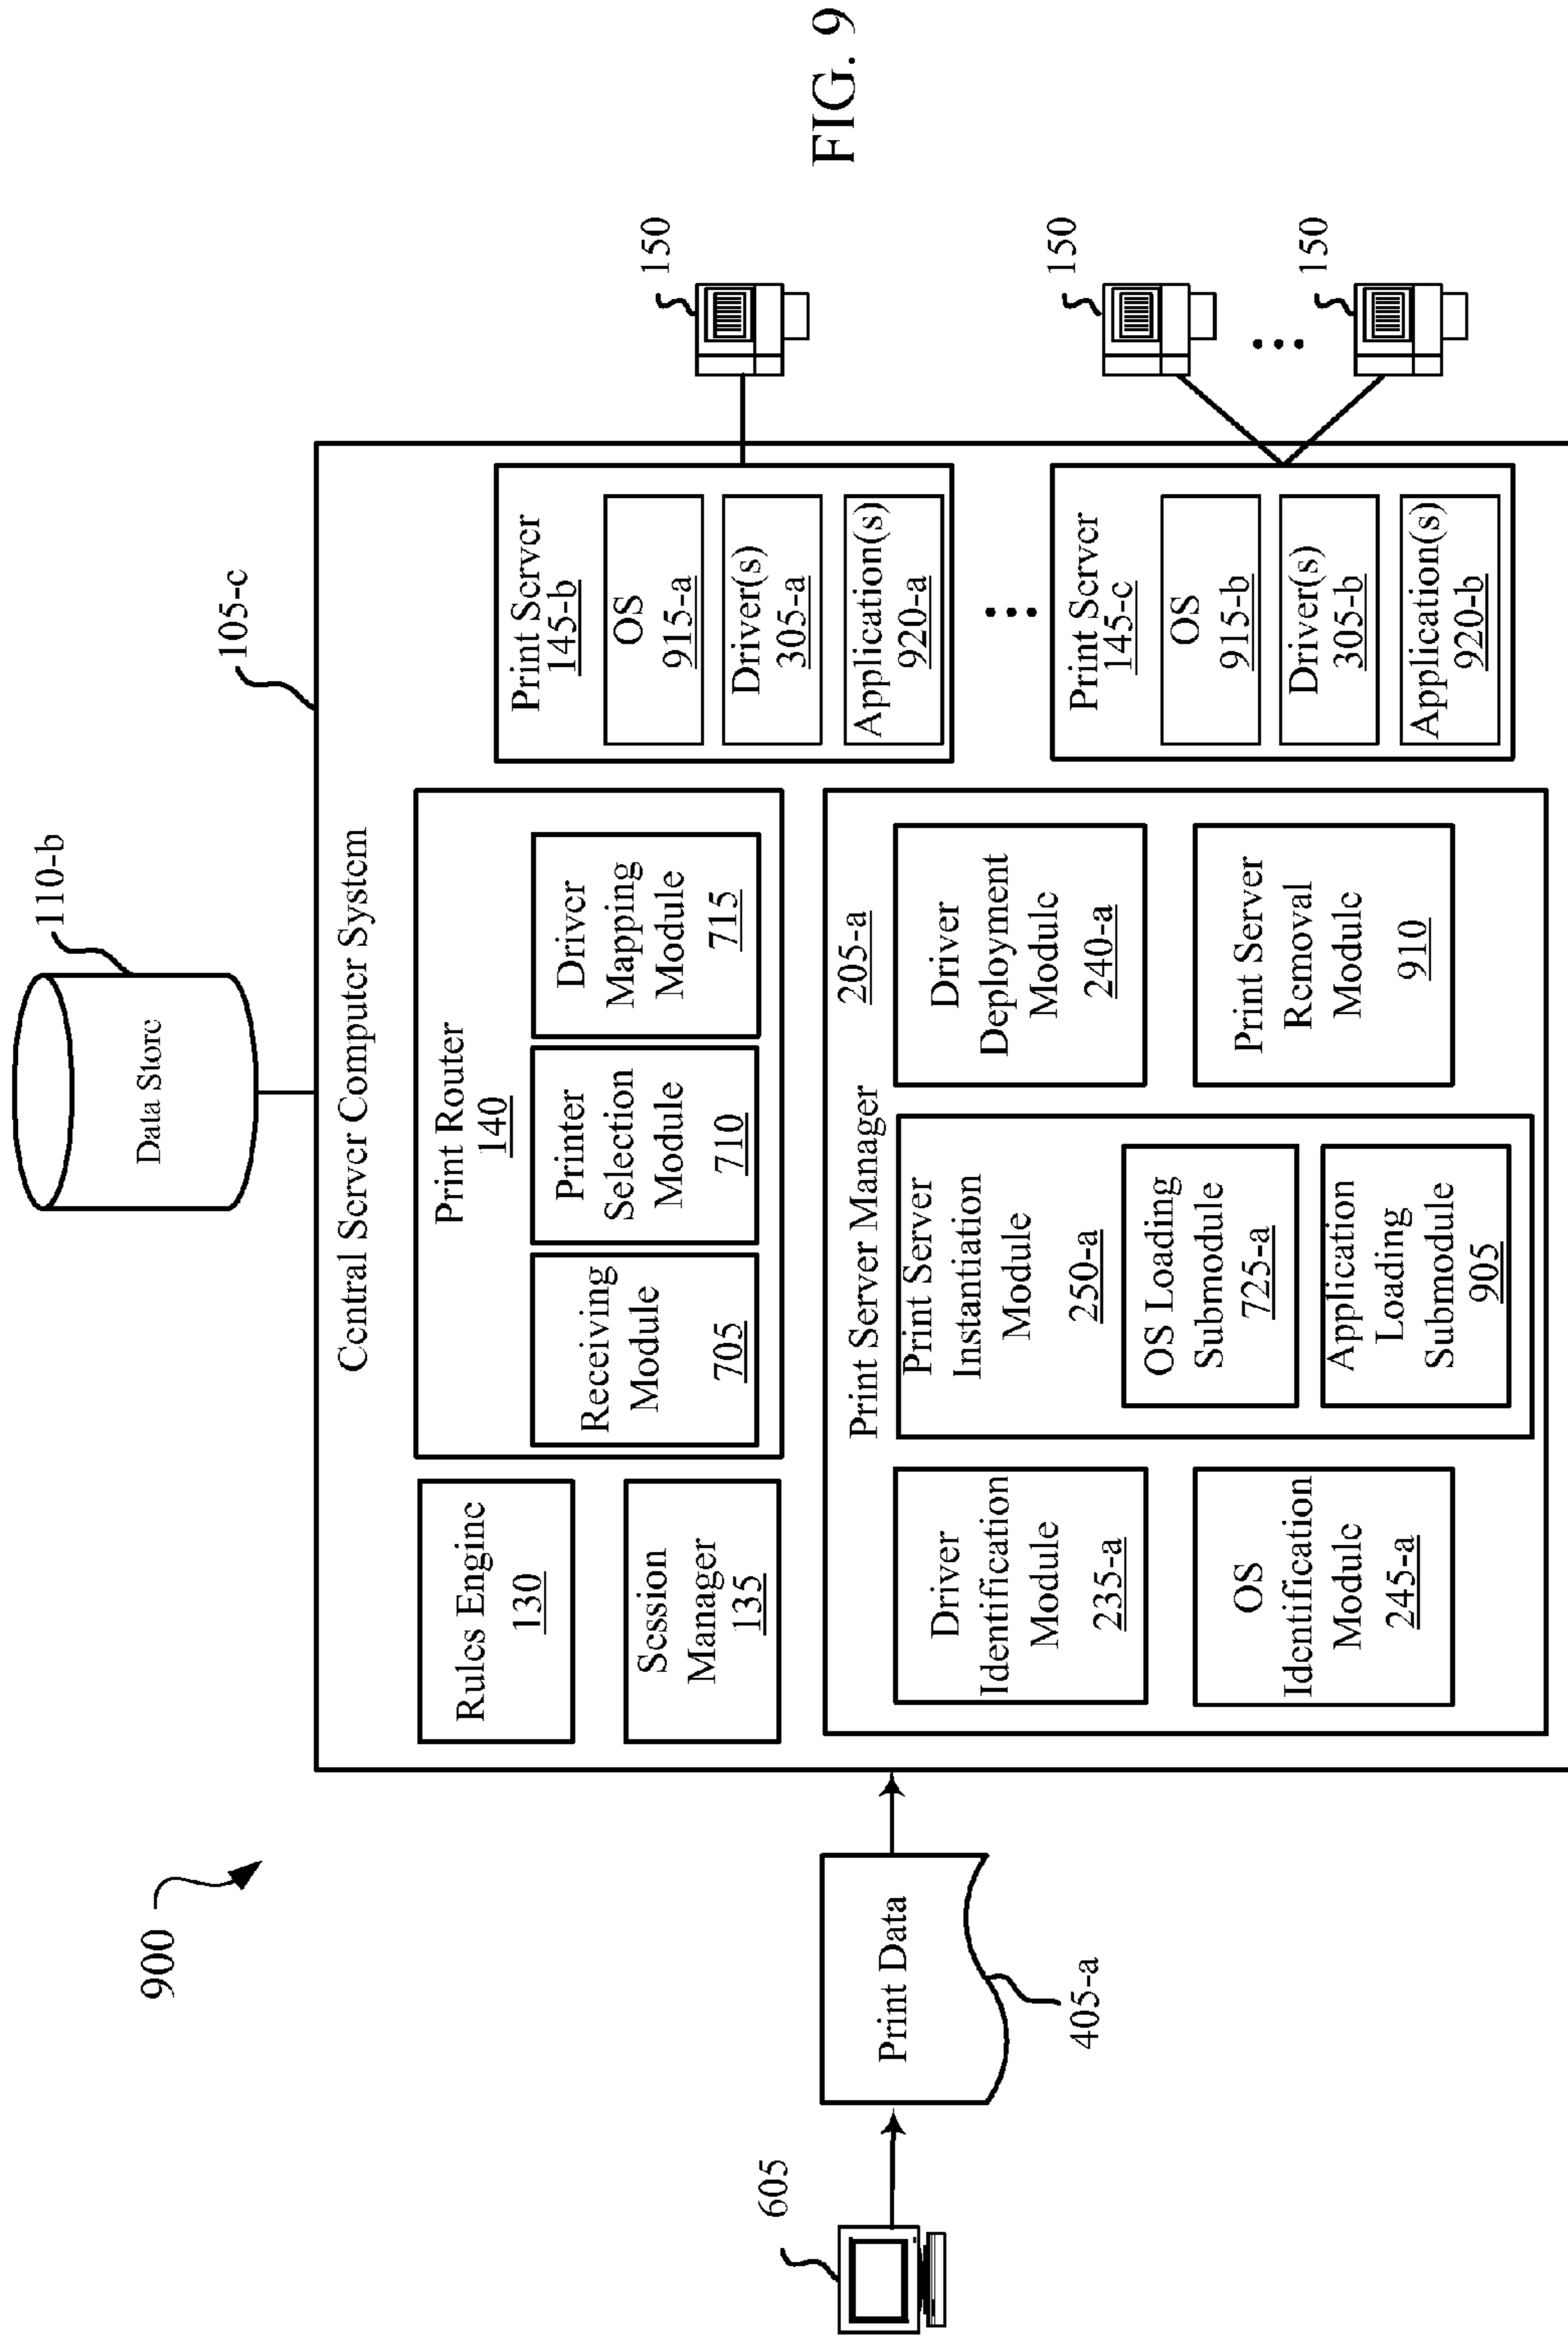 900
110-b
Data Store
105-c
Central Server Computer System
Rules Engine
130
Session
Manager
135
Print Router
140
Receiving
Module
705
Printer
Selection
Module
710
Driver
Mapping
Module
715
Print Server Manager
205-a
Driver
Identification
Module
235-a
OS
Identification
Module
245-a
Print Server
Instantiation
Module
250-a
OS Loading
Submodule
725-a
Application
Loading
Submodule
905
Driver
Deployment
Module
240-a
Print Server
Removal
Module
910
Print Server
145-b
OS
915-a
Driver(s)
305-a
Application(s)
920-a
Print Server
145-c
OS
915-b
Driver(s)
305-b
Application(s)
920-b
150
150
150
605
Print Data
405-a
FIG. 9